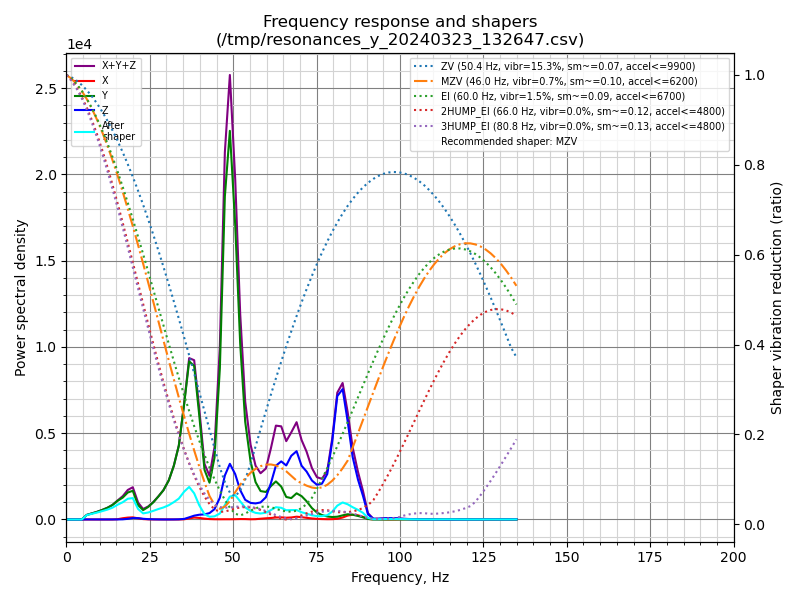 Frequency response and shapers
(/tmp/resonances_y_20240323_132647.csv)
1e4
X+Y+Z
X
Y
Z
After
shaper
ZV (50.4 Hz, vibr=15.3%, sm~=0.07, accel<=9900)
MZV (46.0 Hz, vibr=0.7%, sm~=0.10, accel<=6200)
EI (60.0 Hz, vibr=1.5%, sm~=0.09, accel<=6700)
2HUMP_EI (66.0 Hz, vibr=0.0%, sm~=0.12, accel<=4800)
3HUMP_EI (80.8 Hz, vibr=0.0%, sm~=0.13, accel<=4800)
Recommended shaper: MZV
Power spectral density
2.5
2.0
1.5
1.0
0.5
0.0
1.0
0.8
0.6
0.4
0.2
0.0
Shaper vibration reduction (ratio)
0 25 50 75 100 125 150 175 200
Frequency, Hz